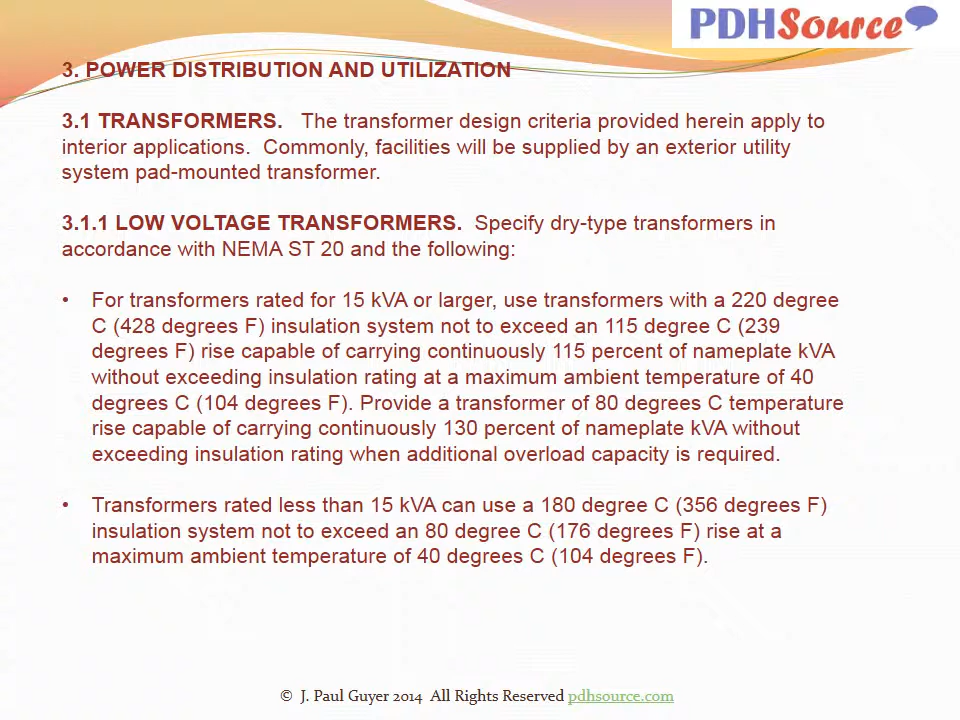 PDHSource
3. POWER DISTRIBUTION AND UTILIZATION
3.1 TRANSFORMERS.   The transformer design criteria provided herein apply to
interior applications.  Commonly, facilities will be supplied by an exterior utility
system pad-mounted transformer.
3.1.1 LOW VOLTAGE TRANSFORMERS.  Specify dry-type transformers in
accordance with NEMA ST 20 and the following:
• For transformers rated for 15 kVA or larger, use transformers with a 220 degree
C (428 degrees F) insulation system not to exceed an 115 degree C (239
degrees F) rise capable of carrying continuously 115 percent of nameplate kVA
without exceeding insulation rating at a maximum ambient temperature of 40
degrees C (104 degrees F). Provide a transformer of 80 degrees C temperature
rise capable of carrying continuously 130 percent of nameplate kVA without
exceeding insulation rating when additional overload capacity is required.
• Transformers rated less than 15 kVA can use a 180 degree C (356 degrees F)
insulation system not to exceed an 80 degree C (176 degrees F) rise at a
maximum ambient temperature of 40 degrees C (104 degrees F).
© J. Paul Guyer 2014  All Rights Reserved pdhsource.com